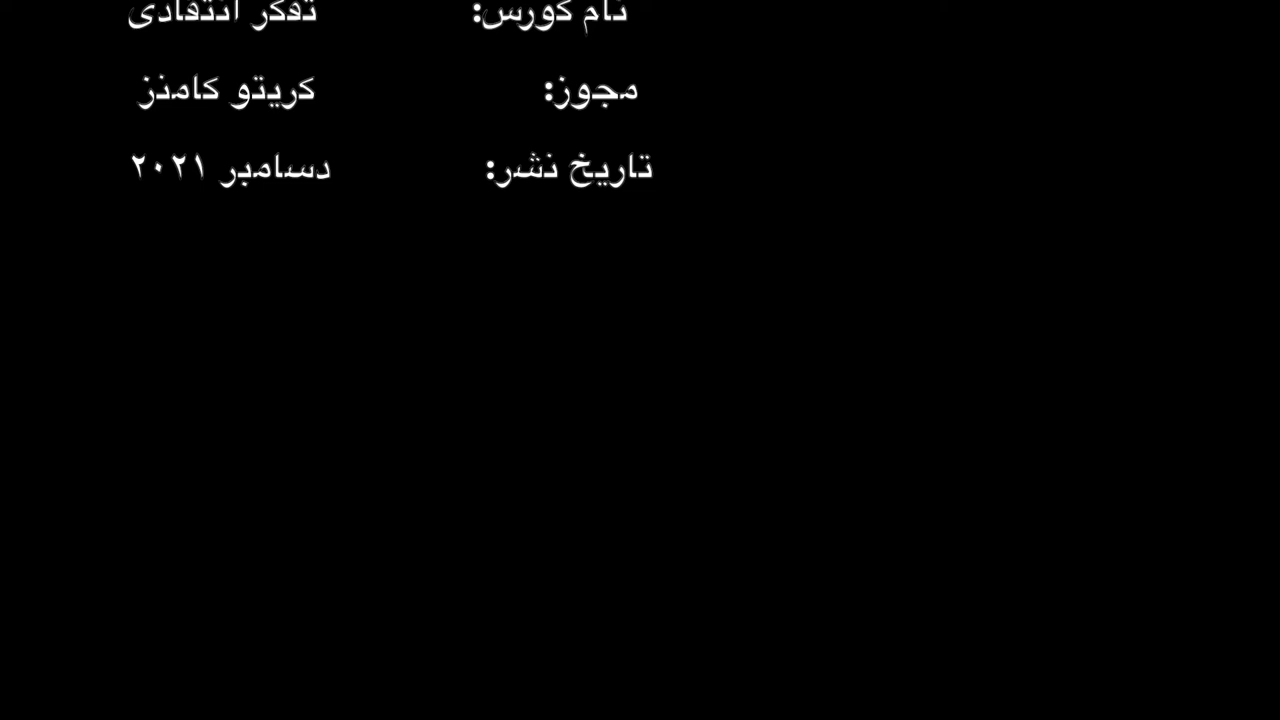 نام کورس: تفکر انتقادی
مجوز: کریتو کامنز
تاریخ نشر: دسامبر ۲۰۲۱